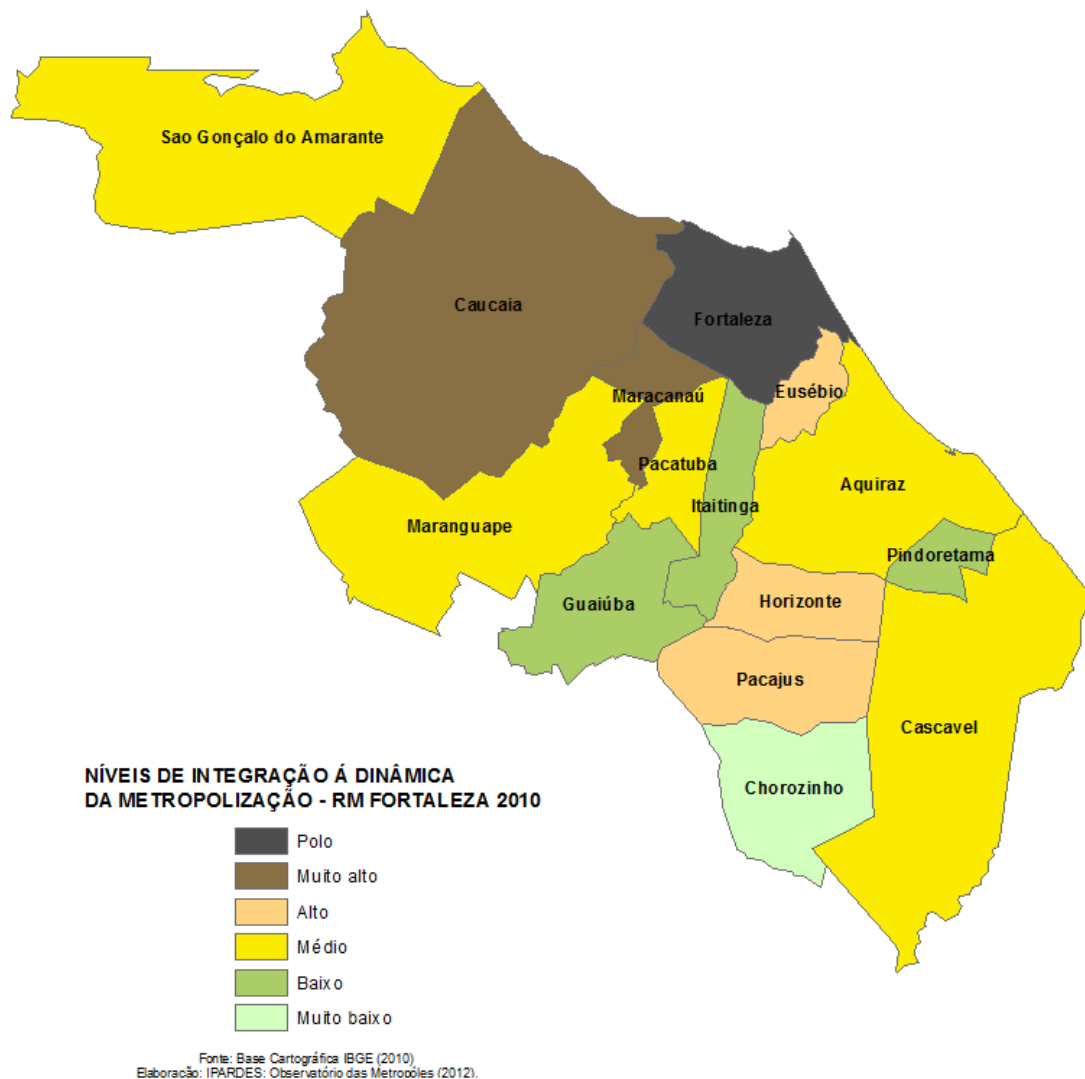 Sao Gonçalo do Amarante
Caucaia
Fortaleza
Eusébio
Maracanaú
Pacatuba
Aquiraz
Itaitinga
Maranguape
Pindoretama
Guaiúba
Horizonte
Pacajus
Cascavel
Chorozinho
NÍVEIS DE INTEGRAÇÃO Á DINÂMICA
DA METROPOLIZAÇÃO - RM FORTALEZA 2010
Polo
Muito alto
Alto
Médio
Baixo
Muito baixo
Fonte: Base Cartográfica IBGE (2010)
Elaboração: IPARDES: Observatório das Metropóles (2012).